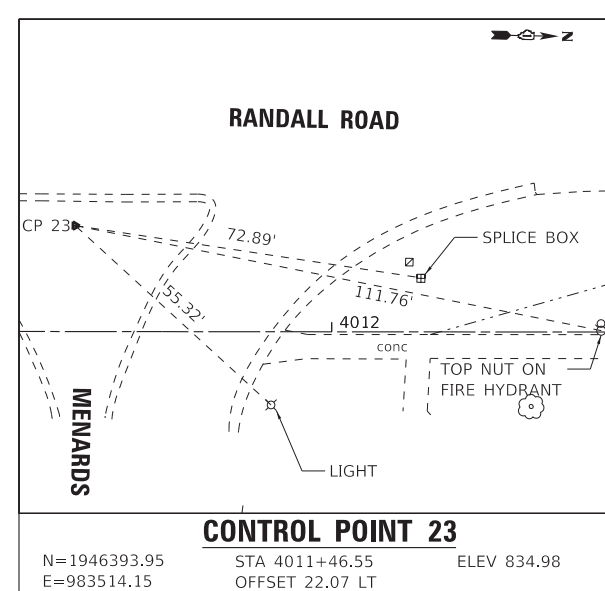 Z
RANDALL ROAD
CP 23
72.89'
SPLICE BOX
55.32'
111.76'
4012
conc
TOP NUT ON
FIRE HYDRANT
MENARDS
LIGHT
CONTROL POINT 23
N=1946393.95
E=983514.15
STA 4011+46.55
OFFSET 22.07 LT
ELEV 834.98